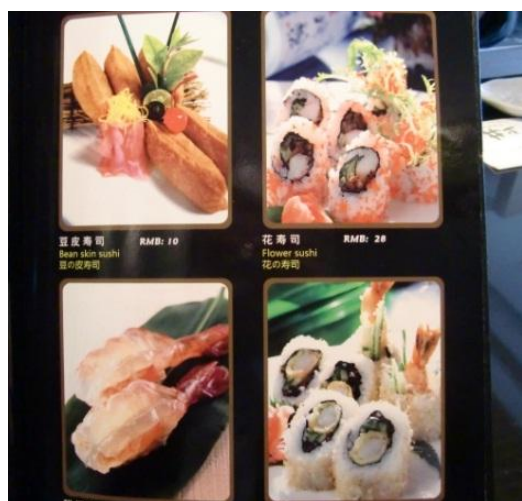 豆皮寿司 RMB: 10
Bean skin sushi
豆の皮寿司
花寿司 RMB: 28
Flower sushi
花の寿司